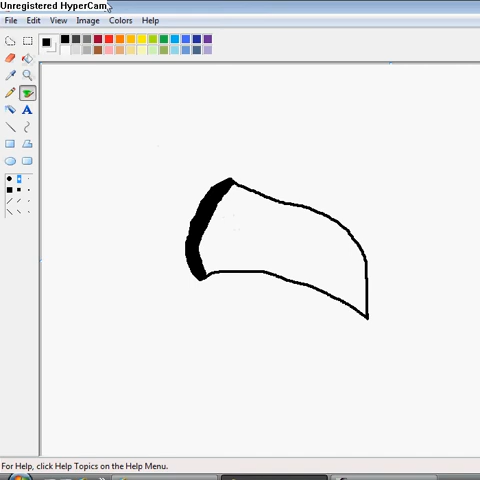 Unregistered HyperCam
File Edit View Image Colors Help
A
For Help, click Help Topics on the Help Menu.